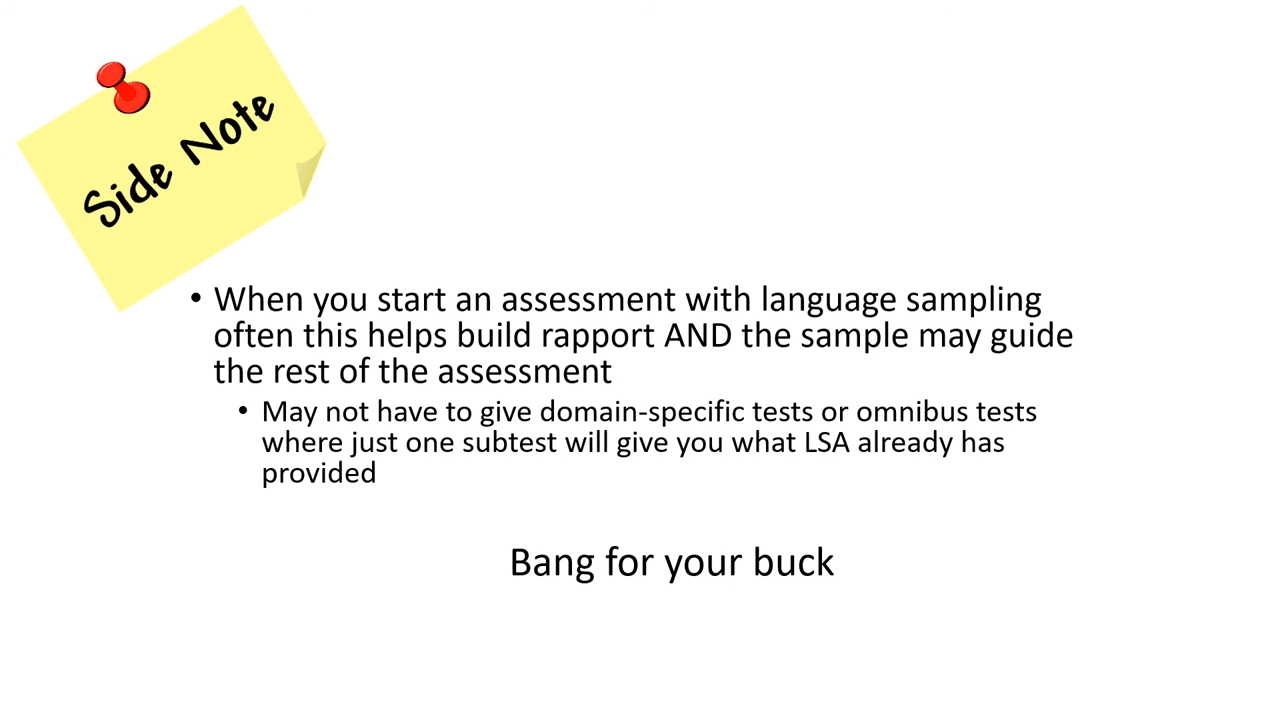 Side Note
• When you start an assessment with language sampling
often this helps build rapport AND the sample may guide
the rest of the assessment
• May not have to give domain-specific tests or omnibus tests
where just one subtest will give you what LSA already has
provided
Bang for your buck